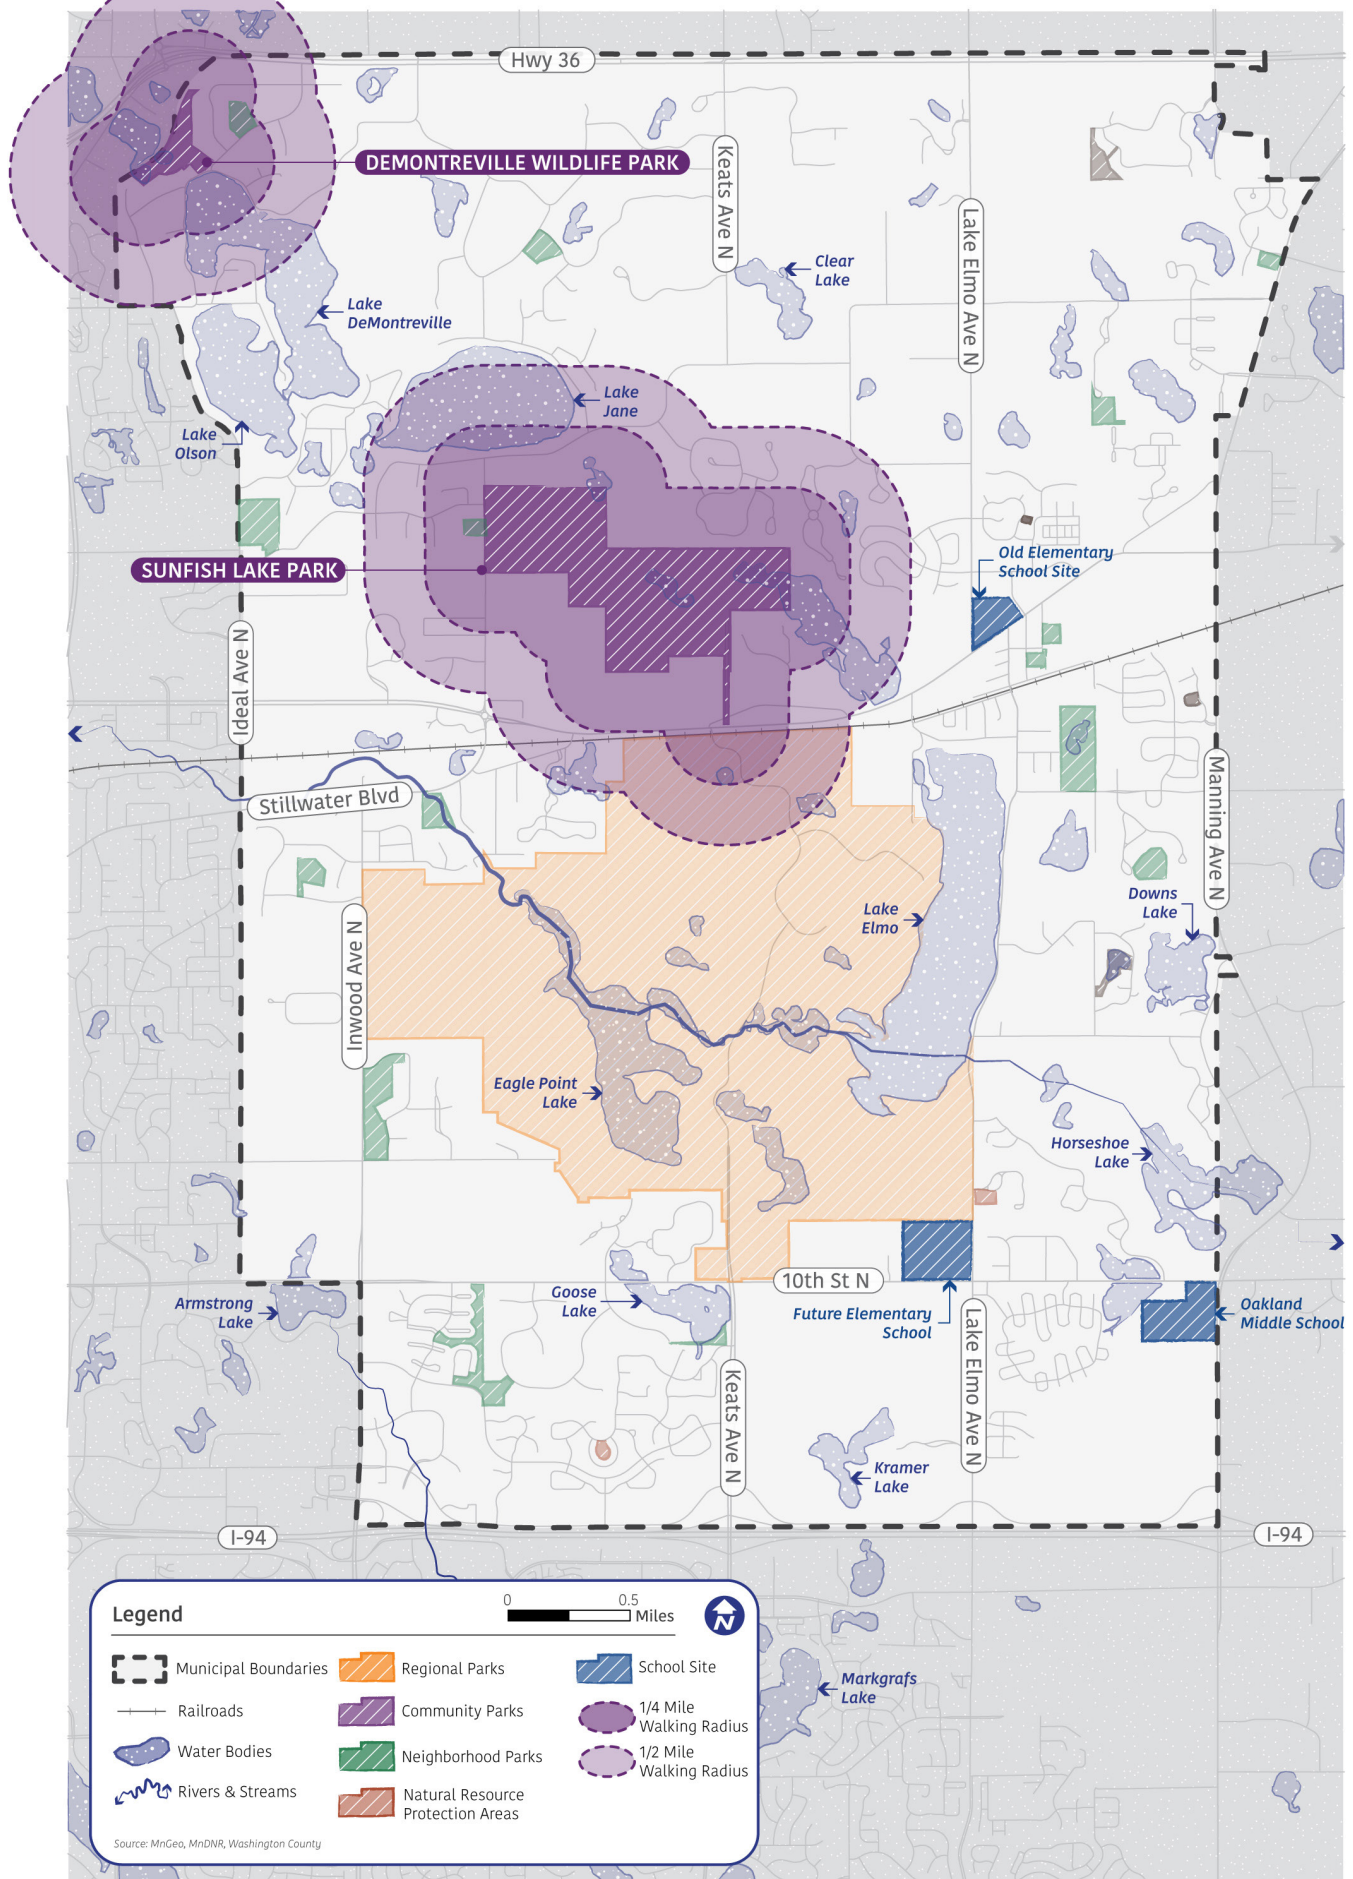 Hwy 36
DEMONTREVILLE WILDLIFE PARK
Keats Ave N
Lake Elmo Ave N
Clear
Lake
Lake
DeMontreville
Lake
Jane
Lake
Olson
SUNFISH LAKE PARK
Old Elementary
School Site
Ideal Ave N
Stillwater Blvd
Manning Ave N
Downs
Lake
Lake
Elmo
Inwood Ave N
Eagle Point
Lake
Horseshoe
Lake
10th St N
Goose
Lake
Armstrong
Lake
Future Elementary
School
Oakland
Middle School
Lake Elmo Ave N
Keats Ave N
Kramer
Lake
I-94
I-94
Legend
0 0.5
Miles
N
Municipal Boundaries
Railroads
Water Bodies
Rivers & Streams
Regional Parks
Community Parks
Neighborhood Parks
Natural Resource
Protection Areas
School Site
1/4 Mile
Walking Radius
1/2 Mile
Walking Radius
Source: MnGeo, MnDNR, Washington County
Markgrafs
Lake